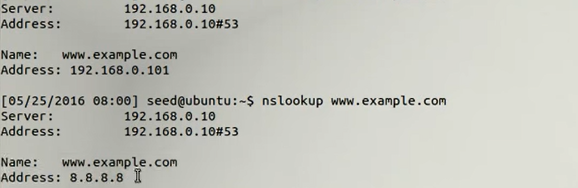 Server: 192.168.0.10
Address: 192.168.0.10#53
Name: www.example.com
Address: 192.168.0.101
[05/25/2016 08:00] seed@ubuntu:~$ nslookup www.example.com
Server: 192.168.0.10
Address: 192.168.0.10#53
Name: www.example.com
Address: 8.8.8.8